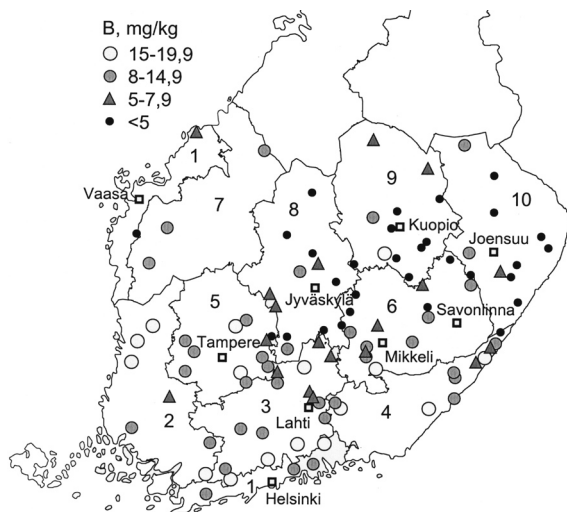 B, mg/kg
15-19,9
8-14,9
5-7,9
<5
1
Vaasa
7
8
9
10
Kuopio
Joensuu
Jyväskylä
5
6
Savonlinna
Tampere
Mikkeli
2
3
4
Lahti
1
Helsinki